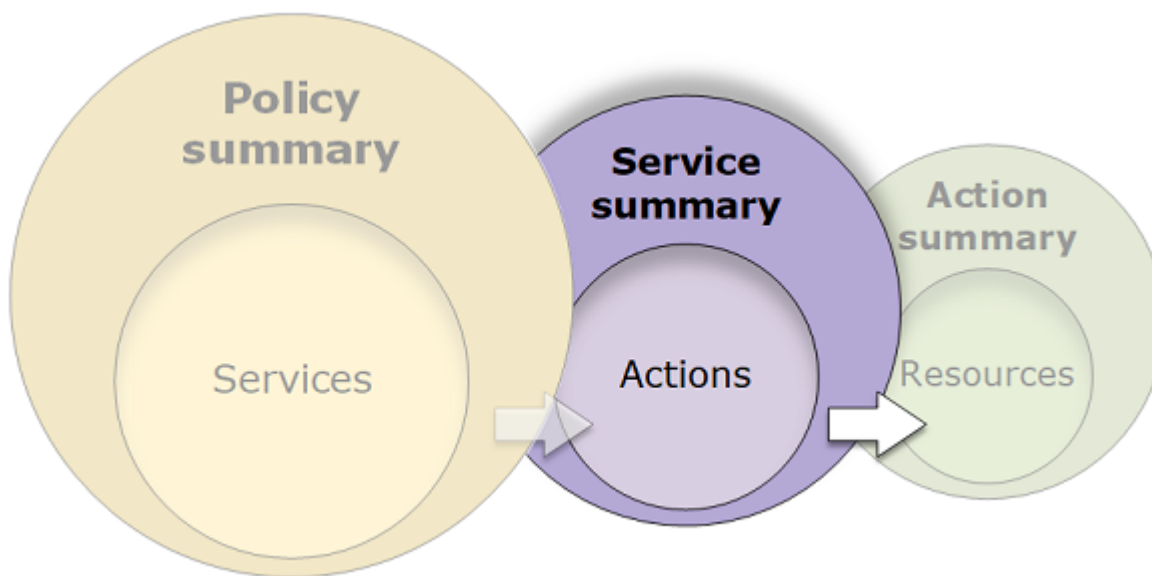 Policy
summary
Services
Service
summary
Actions
Action
summary
Resources